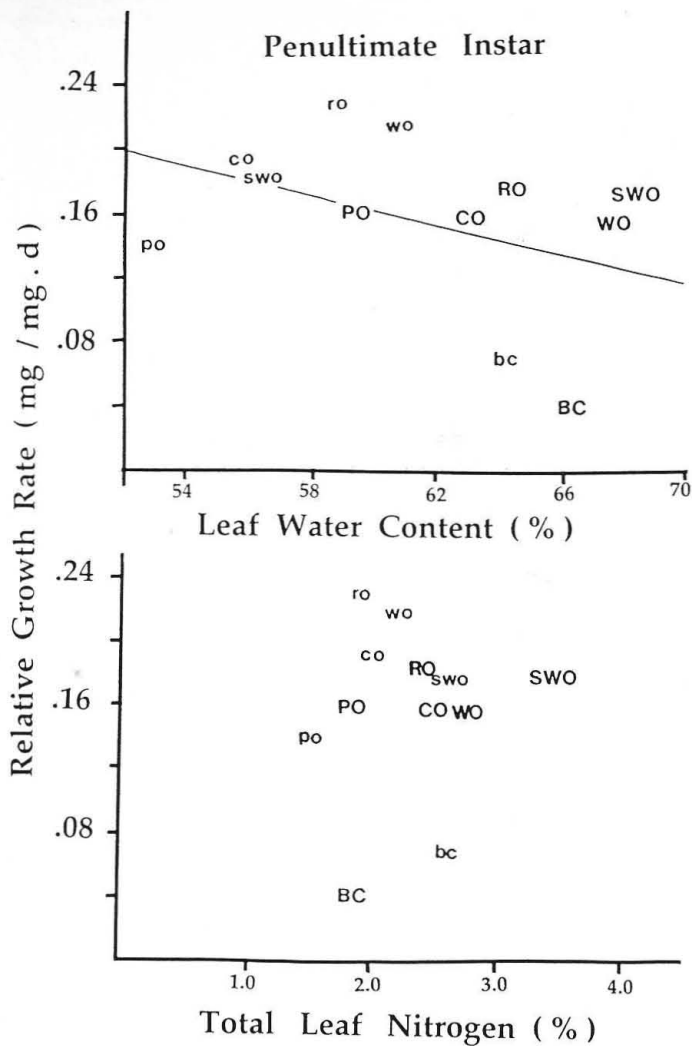 Penultimate Instar
Relative Growth Rate (mg/mg.d)
.24
ro
wo
co
swo
RO
SWO
.16
PO
CO
WO
po
.08
bc
BC
54
58
62
66
70
Leaf Water Content (%)
.24
ro
wo
co
RO
swo
SWO
.16
PO
CO
WO
po
.08
bc
BC
1.0
2.0
3.0
4.0
Total Leaf Nitrogen (%)